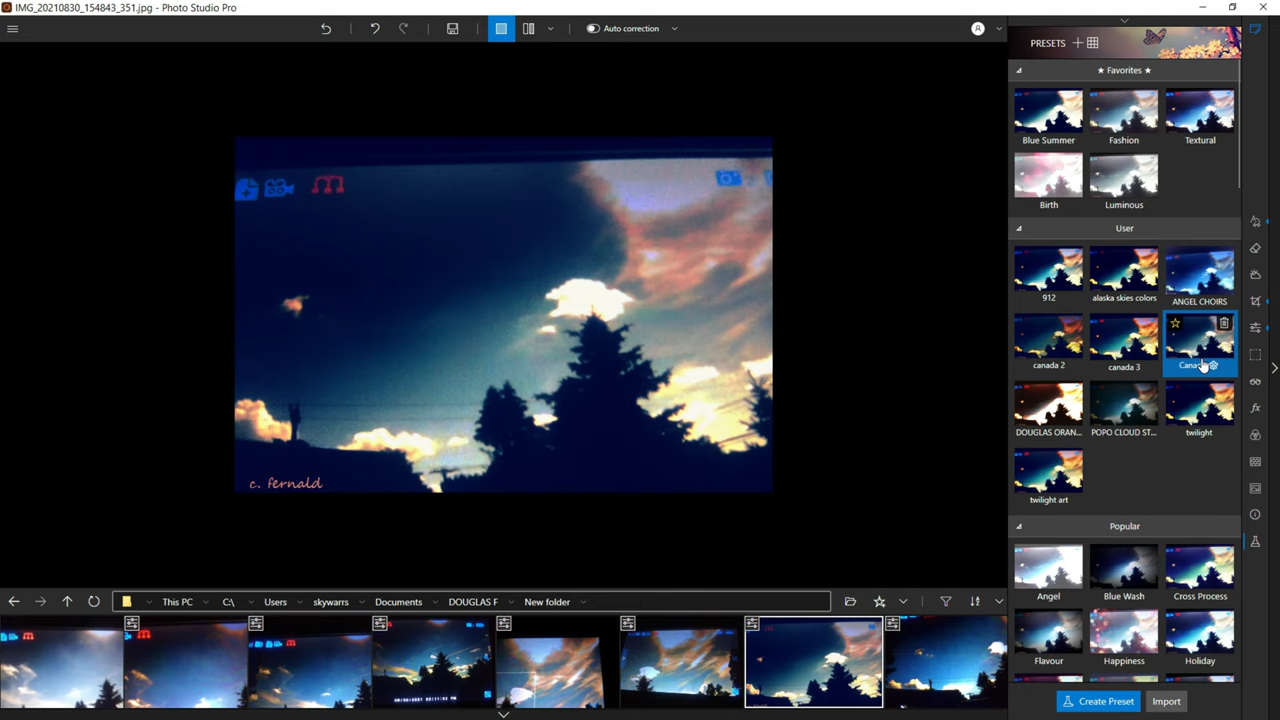 IMG_20210830_154843_351.jpg - Photo Studio Pro
Auto correction
PRESETS
★ Favorites ★
Blue Summer
Fashion
Textural
Birth
Luminous
User
912
alaska skies colors
ANGEL CHOIRS
canada 2
canada 3
DOUGLAS ORAN...
POPO CLOUD ST...
twilight
twilight art
c. fernald
Popular
Angel
Blue Wash
Cross Process
Flavour
Happiness
Holiday
Create Preset
Import
This PC
C:\
Users
skywarrs
Documents
DOUGLAS F
New folder